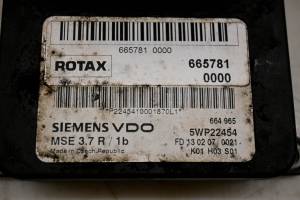 665781 0000
ROTAX
665781
0000
P2245419001870L1
664 965
SIEMENS VDO
5WP22454
MSE 3.7 R / 1b
FD 13 02 07 0021
Made in Czech Republic
K01 H03 S01